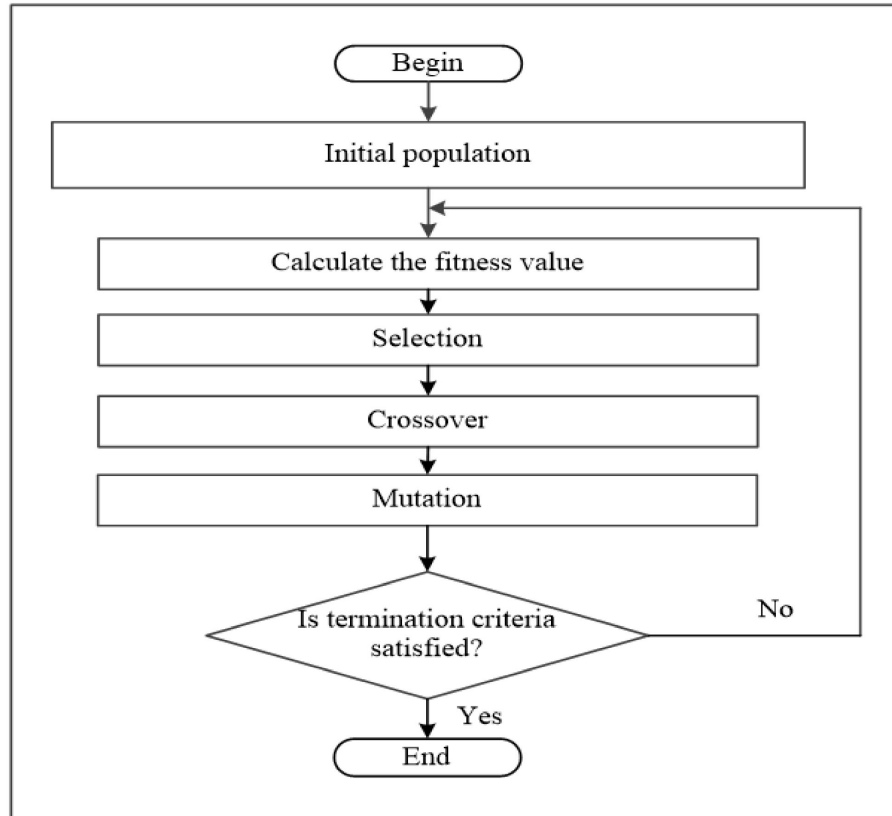 Begin
Initial population
Calculate the fitness value
Selection
Crossover
Mutation
Is termination criteria
satisfied?
No
Yes
End